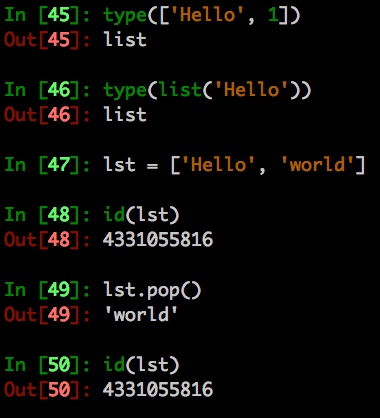 In [45]: type(['Hello', 1])
Out[45]: list
In [46]: type(list('Hello'))
Out[46]: list
In [47]: lst = ['Hello', 'world']
In [48]: id(lst)
Out[48]: 4331055816
In [49]: lst.pop()
Out[49]: 'world'
In [50]: id(lst)
Out[50]: 4331055816